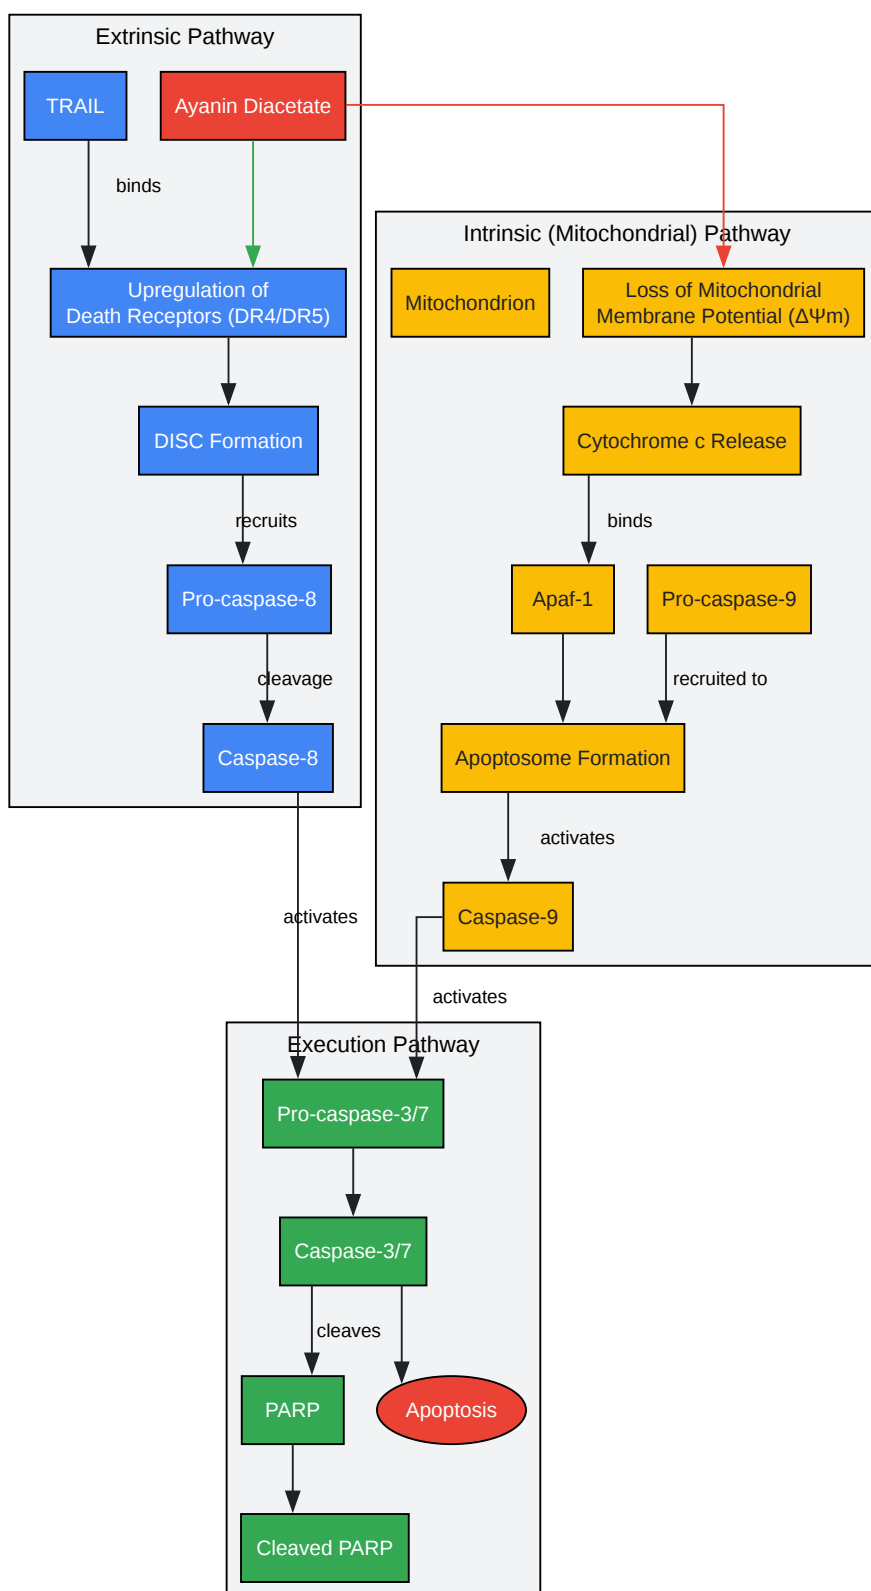 Extrinsic Pathway
TRAIL
Ayanin Diacetate
binds
Upregulation of
Death Receptors (DR4/DR5)
DISC Formation
recruits
Pro-caspase-8
cleavage
Caspase-8
activates
Intrinsic (Mitochondrial) Pathway
Mitochondrion
Loss of Mitochondrial
Membrane Potential (ΔΨm)
Cytochrome c Release
binds
Apaf-1
Pro-caspase-9
recruited to
Apoptosome Formation
activates
Caspase-9
activates
Execution Pathway
Pro-caspase-3/7
Caspase-3/7
cleaves
PARP
Apoptosis
Cleaved PARP